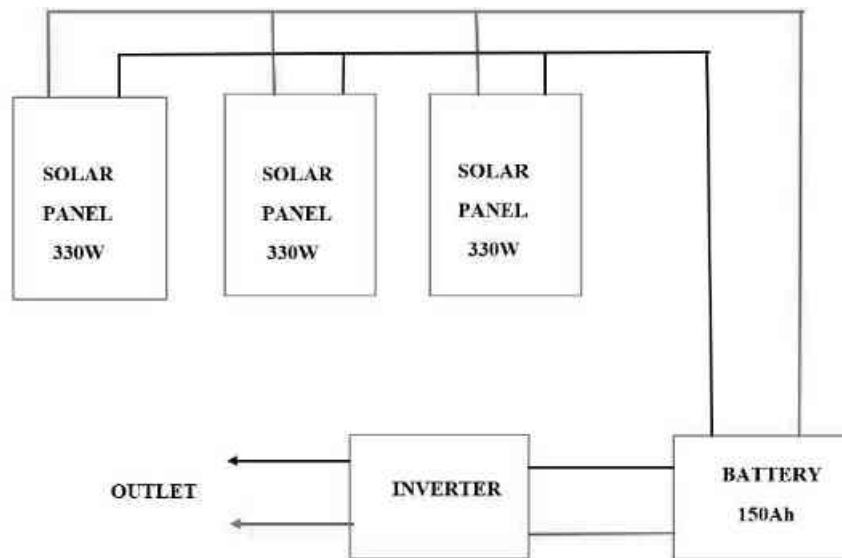 SOLAR
PANEL
330W
SOLAR
PANEL
330W
SOLAR
PANEL
330W
OUTLET
INVERTER
BATTERY
150Ah